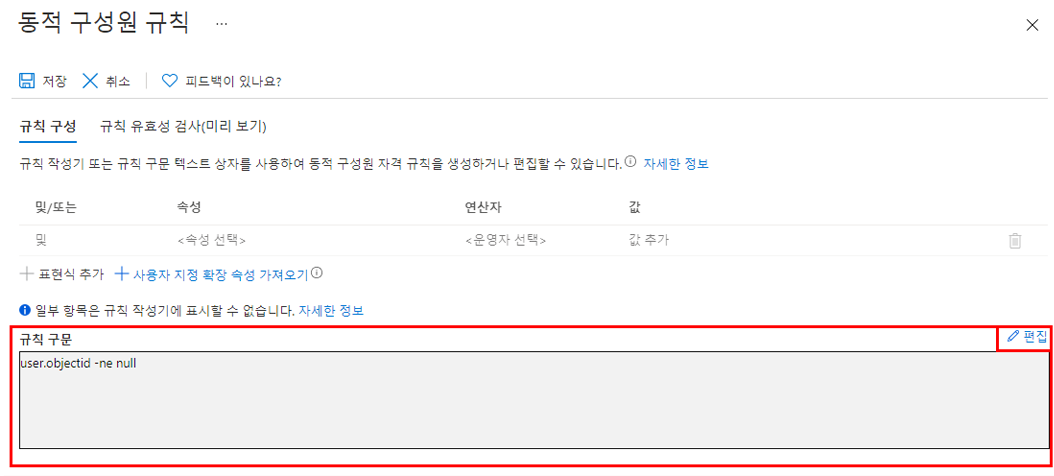 동적 구성원 규칙 ...
저장 취소 피드백이 있나요?
규칙 구성 규칙 유효성 검사(미리 보기)
규칙 작성기 또는 규칙 구문 텍스트 상자를 사용하여 동적 구성원 자격 규칙을 생성하거나 편집할 수 있습니다. 자세한 정보
및/또는 속성 연산자 값
및 <속성 선택> <운영자 선택> 값 추가
표현식 추가 사용자 지정 확장 속성 가져오기
일부 항목은 규칙 작성기에 표시할 수 없습니다. 자세한 정보
규칙 구문 편집
user.objectid -ne null